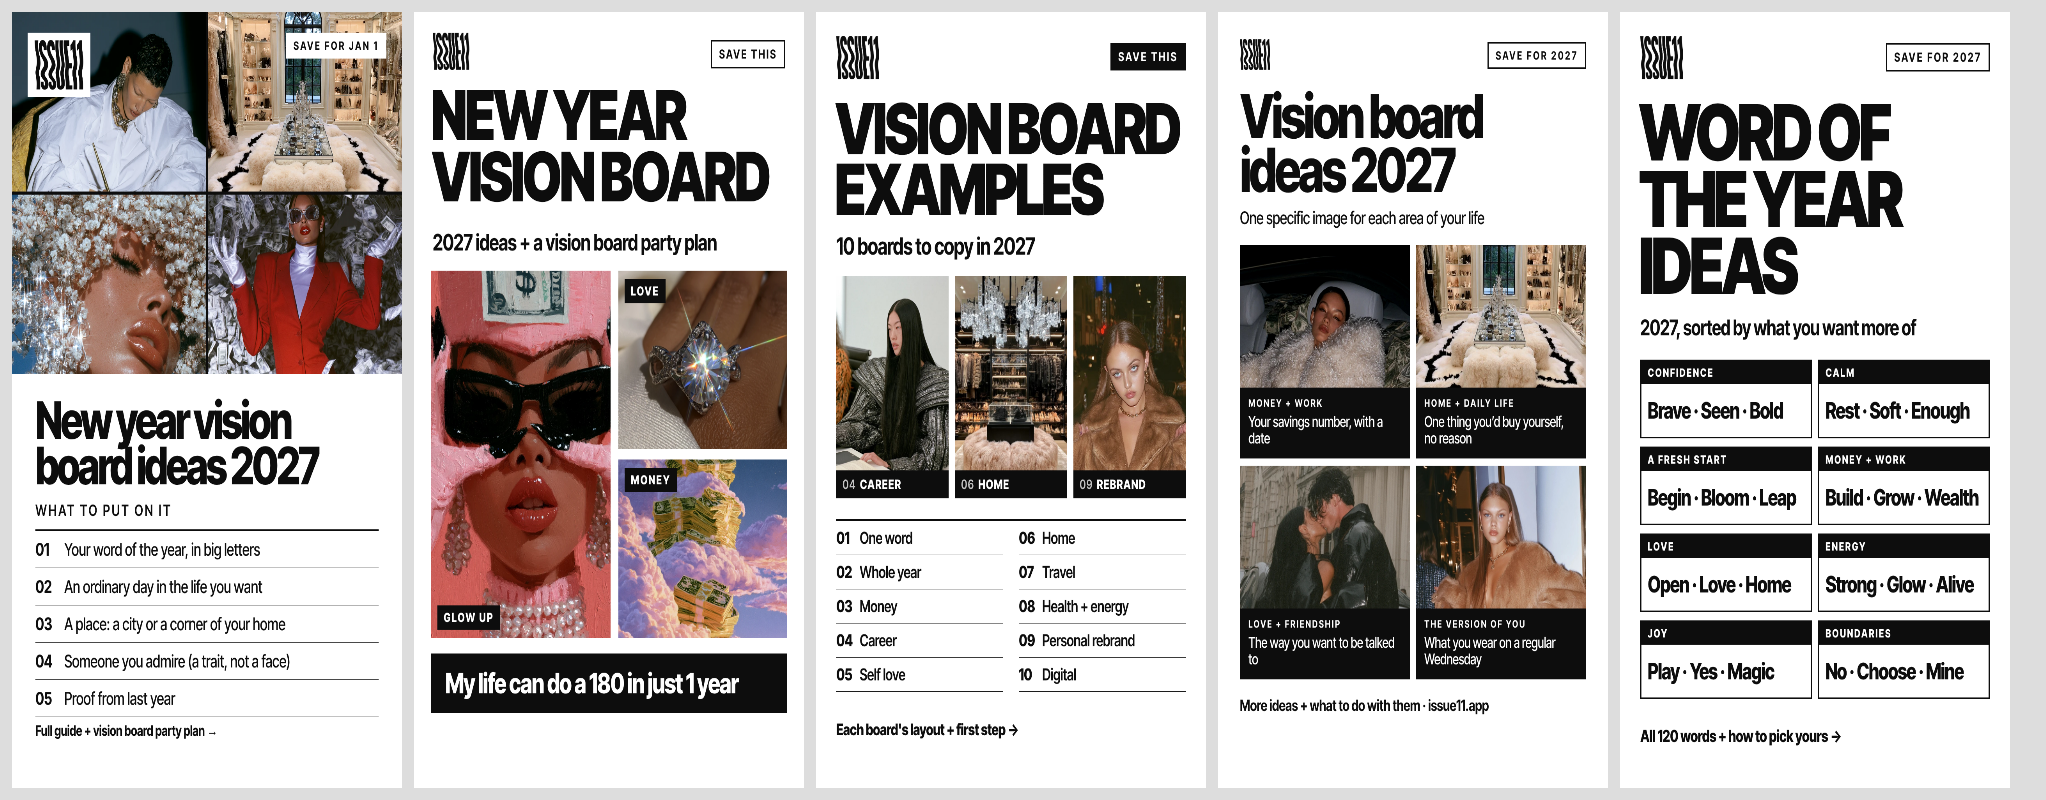 ISSUE11
SAVE FOR JAN 1
New year vision
board ideas 2027
WHAT TO PUT ON IT
01 Your word of the year, in big letters
02 An ordinary day in the life you want
03 A place: a city or a corner of your home
04 Someone you admire (a trait, not a face)
05 Proof from last year
Full guide + vision board party plan →
ISSUE11
SAVE THIS
NEW YEAR
VISION BOARD
2027 ideas + a vision board party plan
LOVE
MONEY
GLOW UP
My life can do a 180 in just 1 year
ISSUE11
SAVE THIS
VISION BOARD
EXAMPLES
10 boards to copy in 2027
04 CAREER
06 HOME
09 REBRAND
01 One word
02 Whole year
03 Money
04 Career
05 Self love
06 Home
07 Travel
08 Health + energy
09 Personal rebrand
10 Digital
Each board's layout + first step →
ISSUE11
SAVE FOR 2027
Vision board
ideas 2027
One specific image for each area of your life
MONEY + WORK
Your savings number, with a
date
HOME + DAILY LIFE
One thing you'd buy yourself,
no reason
LOVE + FRIENDSHIP
The way you want to be talked
to
THE VERSION OF YOU
What you wear on a regular
Wednesday
More ideas + what to do with them · issue11.app
ISSUE11
SAVE FOR 2027
WORD OF
THE YEAR
IDEAS
2027, sorted by what you want more of
CONFIDENCE
Brave · Seen · Bold
CALM
Rest · Soft · Enough
A FRESH START
Begin · Bloom · Leap
MONEY + WORK
Build · Grow · Wealth
LOVE
Open · Love · Home
ENERGY
Strong · Glow · Alive
JOY
Play · Yes · Magic
BOUNDARIES
No · Choose · Mine
All 120 words + how to pick yours →